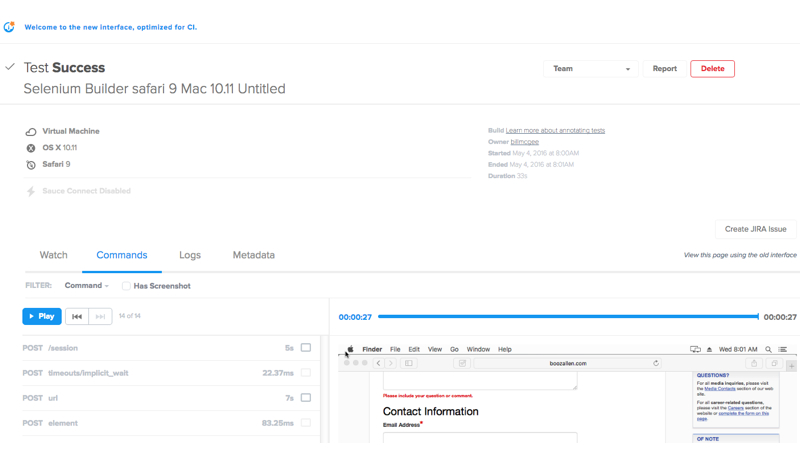 Welcome to the new interface, optimized for CI.
Test Success
Team
Report
Delete
Selenium Builder safari 9 Mac 10.11 Untitled
Virtual Machine
OS X 10.11
Safari 9
Sauce Connect Disabled
Build Learn more about annotating tests
Owner billmcgee
Started May 4, 2016 at 8:00AM
Ended May 4, 2016 at 8:01AM
Duration 33s
Create JIRA Issue
Watch
Commands
Logs
Metadata
View this page using the old interface
FILTER:
Command
Has Screenshot
Play
14 of 14
00:00:27
00:00:27
POST /session 5s
POST timeouts/implicit_wait 22.37ms
POST url 7s
POST element 83.25ms
Finder File Edit View Go Window Help
Wed 8:01 AM
boozallen.com
Please include your question or comment.
Contact Information
Email Address*
QUESTIONS?
For all media inquiries, please visit
the Media Contacts section of our web
site.
For all career-related questions,
please visit the Careers section of the
website or complete the form on this
page.
OF NOTE